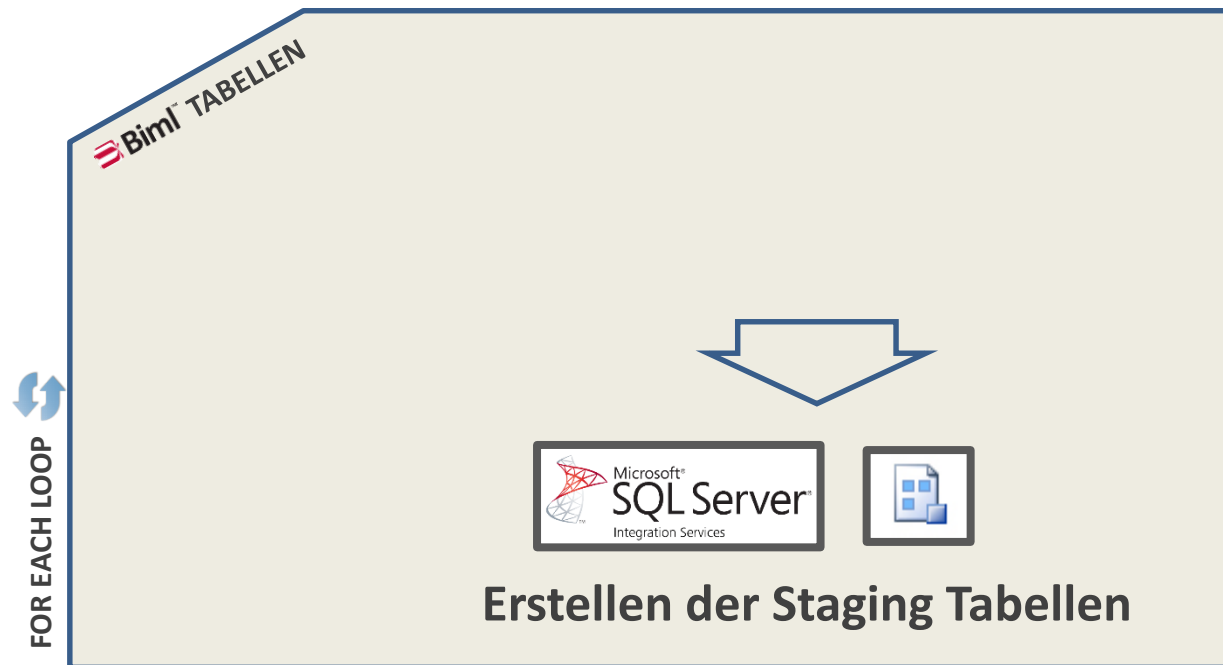 Biml™ TABELLEN
FOR EACH LOOP
Microsoft®
SQL Server®
Integration Services
Erstellen der Staging Tabellen